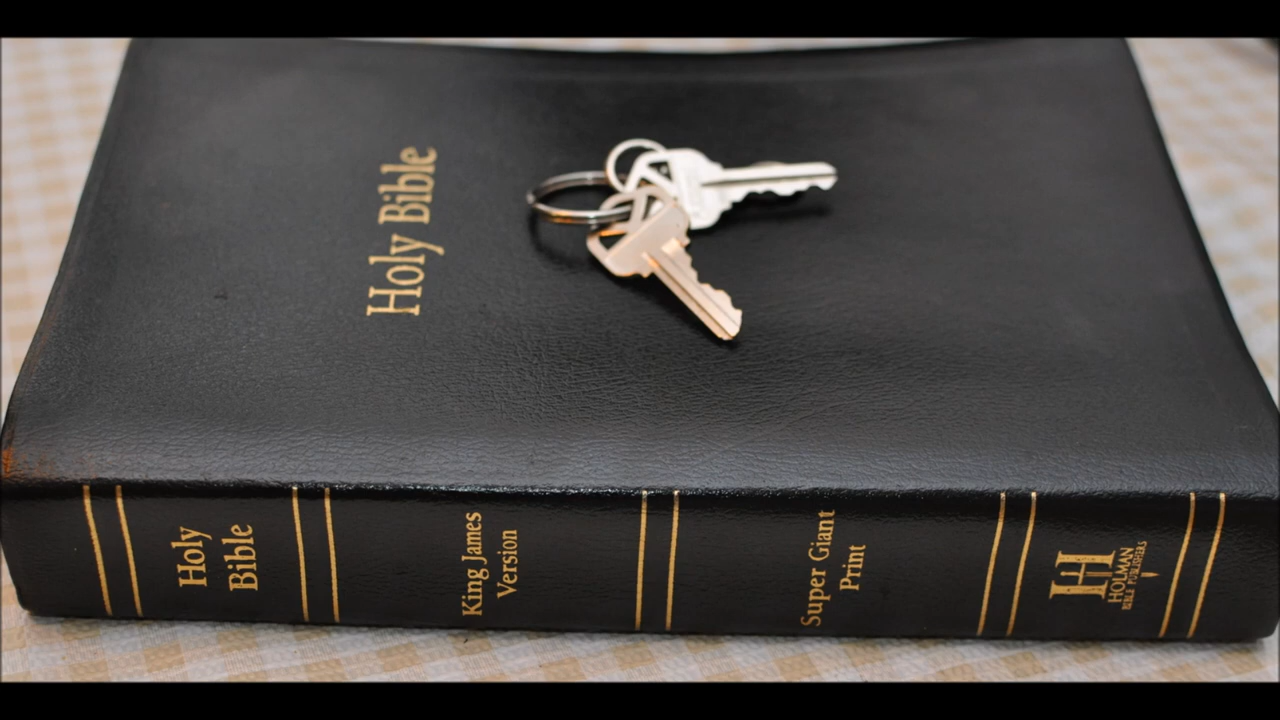 Holy Bible
Holy
Bible
King James
Version
Super Giant
Print
HOLMAN
BIBLE PUBLISHERS